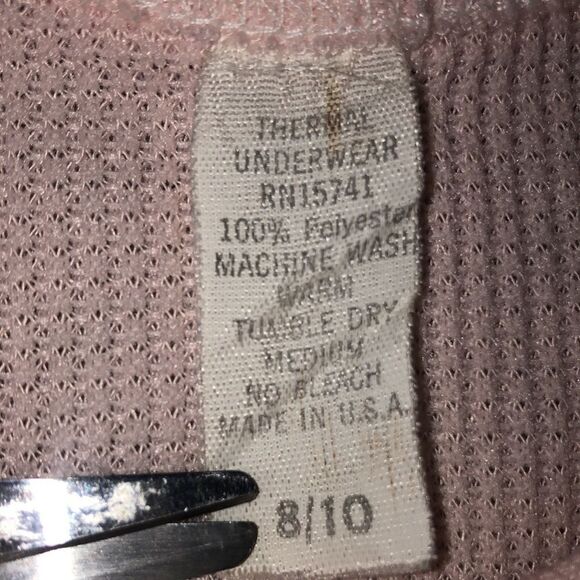 THERMAL
UNDERWEAR
RN15741
100% Polyester
MACHINE WASH
WARM
TUMBLE DRY
MEDIUM
NO BLEACH
MADE IN U.S.A.
8/10